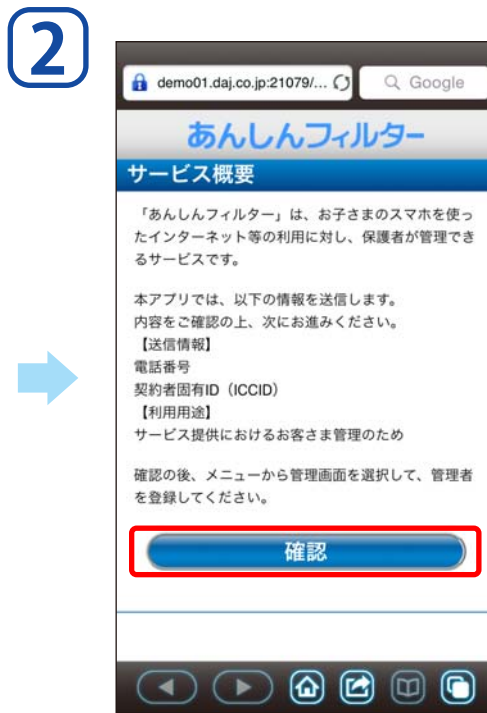 2
demo01.daj.co.jp:21079/...
Google
あんしんフィルター
サービス概要
「あんしんフィルター」は、お子さまのスマホを使っ
たインターネット等の利用に対し、保護者が管理でき
るサービスです。
本アプリでは、以下の情報を送信します。
内容をご確認の上、次にお進みください。
【送信情報】
電話番号
契約者固有ID（ICCID）
【利用用途】
サービス提供におけるお客さま管理のため
確認の後、メニューから管理画面を選択して、管理者
を登録してください。
確認